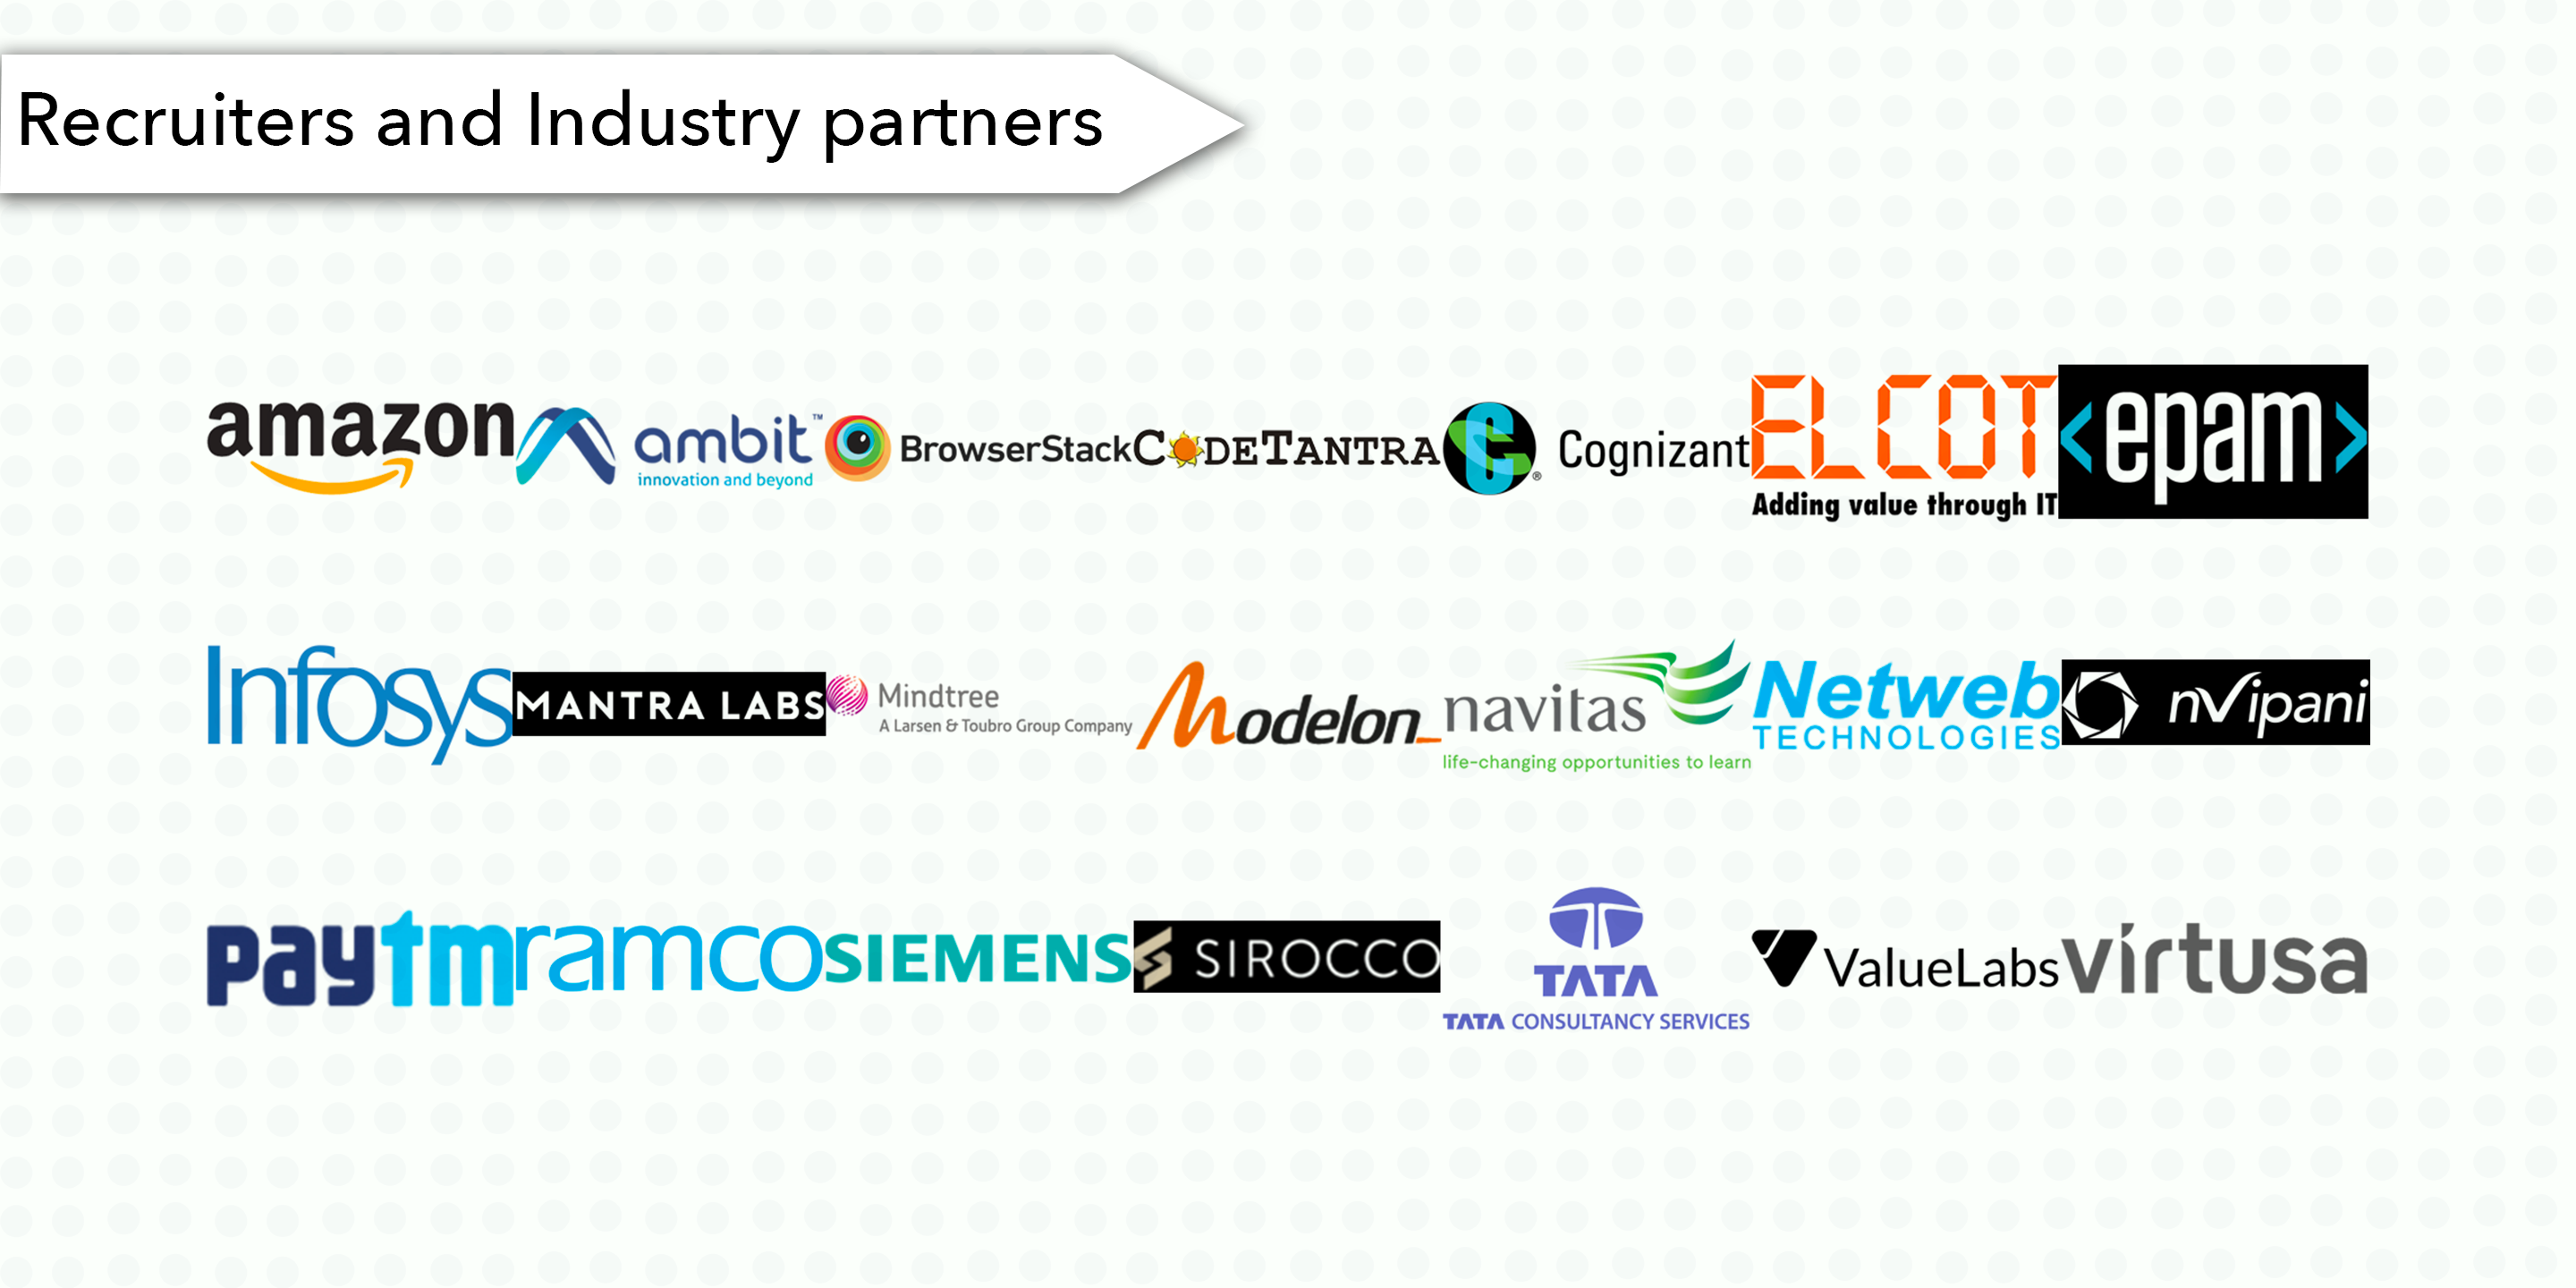 Recruiters and Industry partners
amazon ambit™ BrowserStack CODETANTRA Cognizant® ELCOT <epam>
innovation and beyond
Adding value through IT
Infosys MANTRA LABS Mindtree Modelon navitas Netweb nVipani
A Larsen & Toubro Group Company
TECHNOLOGIES
life-changing opportunities to learn
paytm ramco SIEMENS SIROCCO TATA ValueLabs virtusa
TATA CONSULTANCY SERVICES